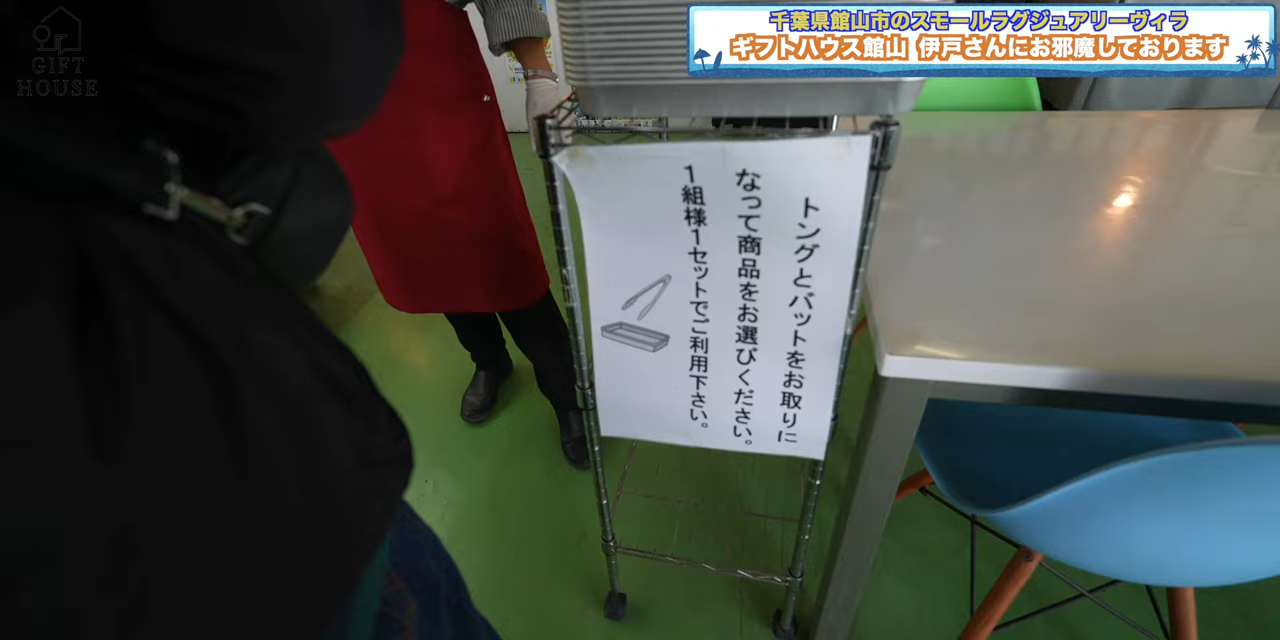 GIFT
HOUSE
千葉県館山市のスモールラグジュアリーヴィラ
ギフトハウス館山 伊戸さんにお邪魔しております
トングとバットをお取りに
なって商品をお選びください。
1組様1セットでご利用下さい。